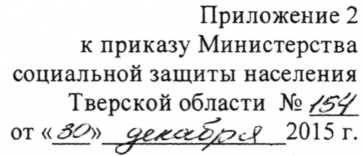 Приложение 2
к приказу Министерства
социальной защиты населения
Тверской области № 154
от «30» декабря 2015 г.